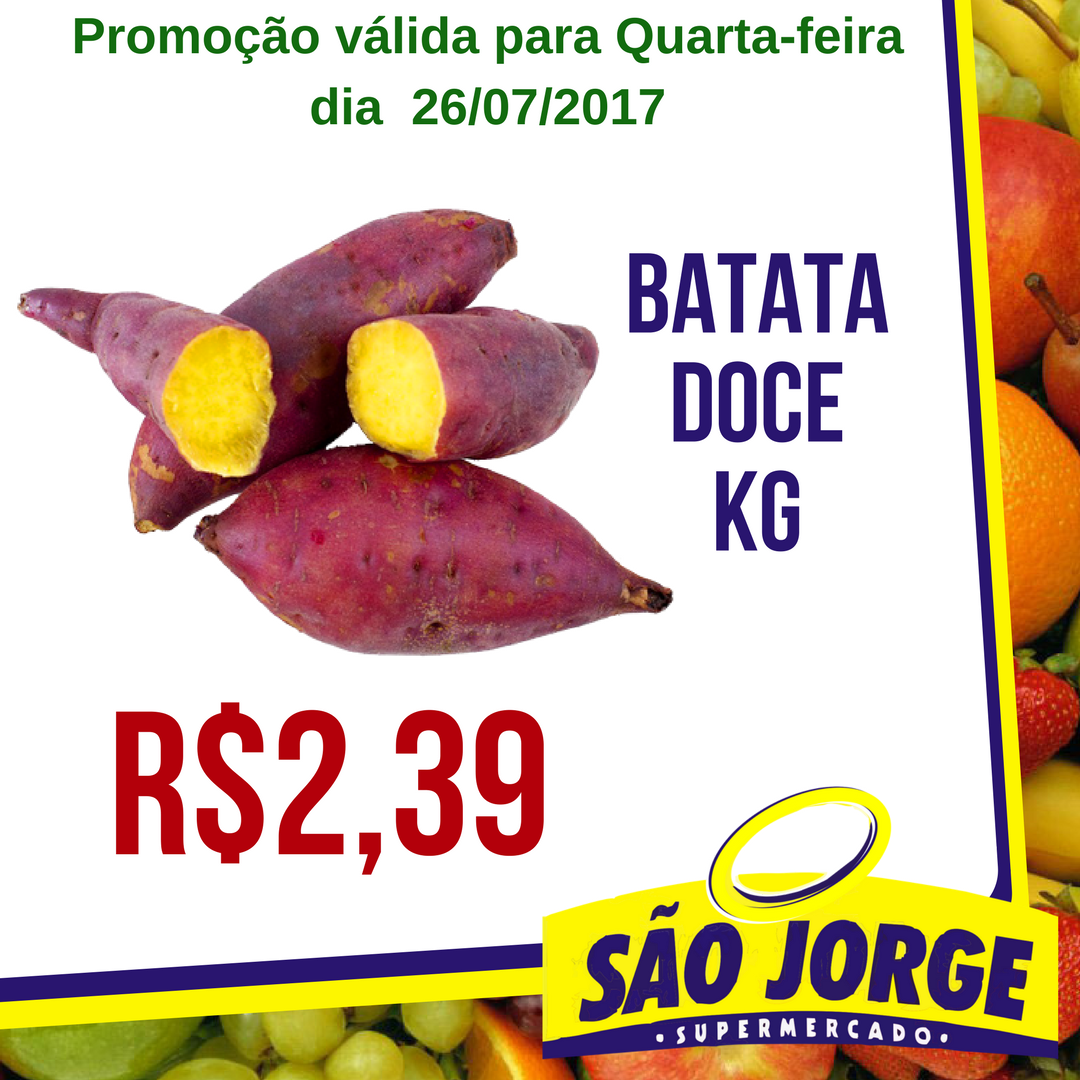 Promoção válida para Quarta-feira
dia 26/07/2017
BATATA
DOCE
KG
R$2,39
SÃO JORGE
•SUPERMERCADO•